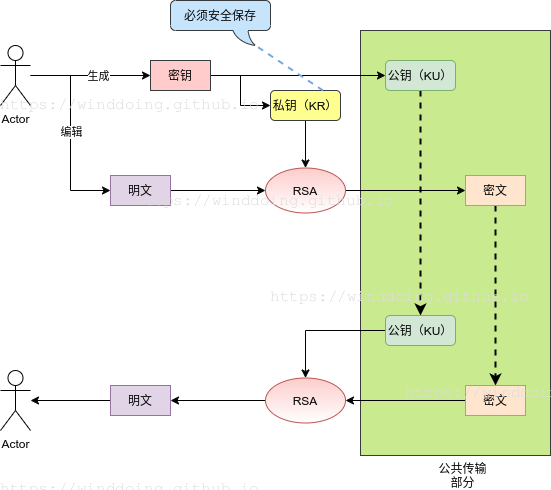 必须安全保存
生成
密钥
公钥（KU）
https://winddoing.github.io
私钥（KR）
Actor
编辑
明文
RSA
密文
https://winddoing.github.io
https://winddoing.github.io
公钥（KU）
明文
RSA
密文
Actor
公共传输
部分
https://winddoing.github.io